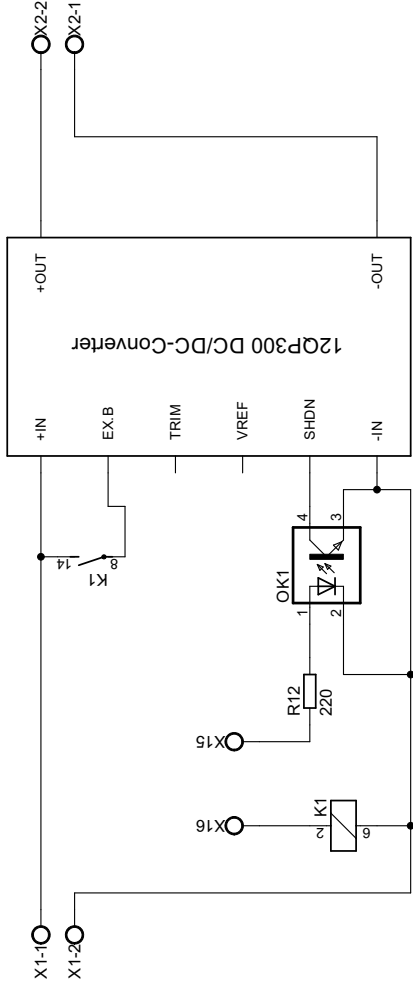 X2-2
X2-1
+OUT
-OUT
12QP300 DC/DC-Converter
+IN
EX.B
TRIM
VREF
SHDN
-IN
14
8
K1
4
3
OK1
1
2
R12
220
X15
X16
K1
2
6
X1-1
X1-2